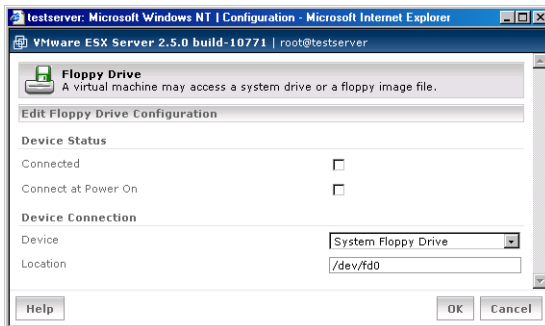 testserver: Microsoft Windows NT | Configuration - Microsoft Internet Explorer
VMware ESX Server 2.5.0 build-10771 | root@testserver
Floppy Drive
A virtual machine may access a system drive or a floppy image file.
Edit Floppy Drive Configuration
Device Status
Connected
Connect at Power On
Device Connection
Device System Floppy Drive
Location /dev/fd0
Help OK Cancel